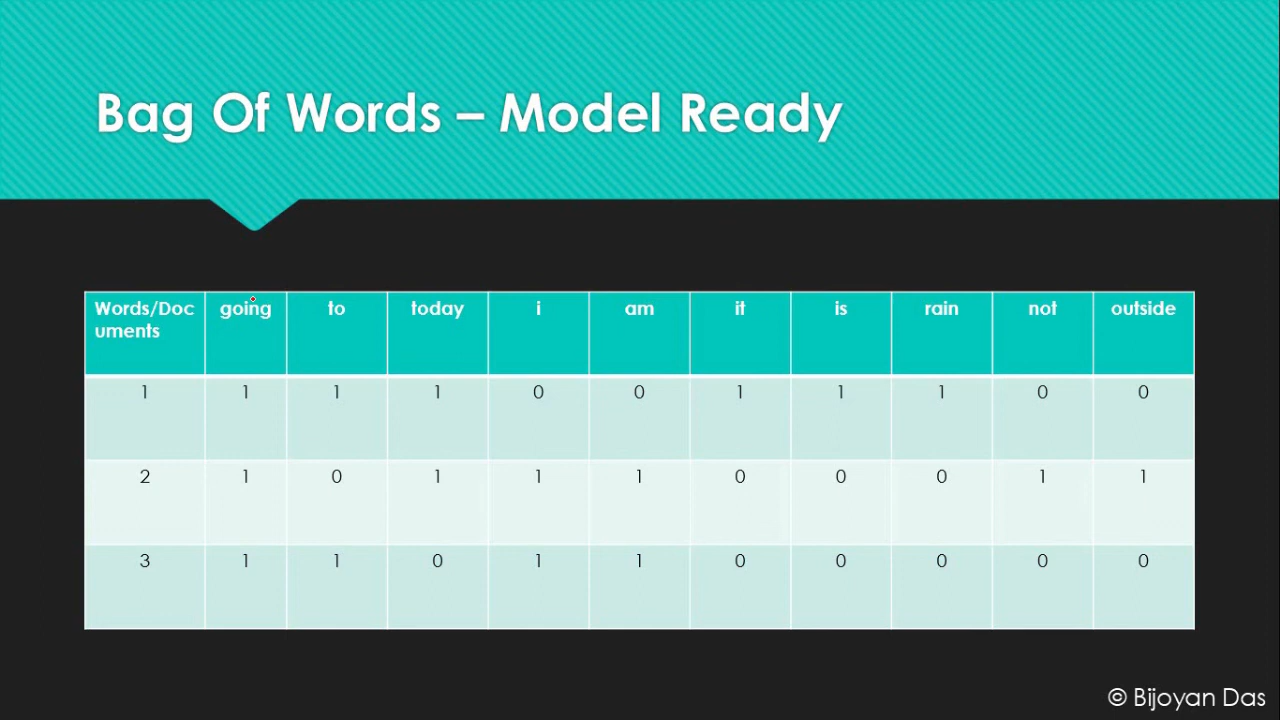 Bag Of Words – Model Ready
Words/Doc going to today i am it is rain not outside
uments
1 1 1 1 0 0 1 1 1 0 0
2 1 0 1 1 1 0 0 0 1 1
3 1 1 0 1 1 0 0 0 0 0
© Bijoyan Das